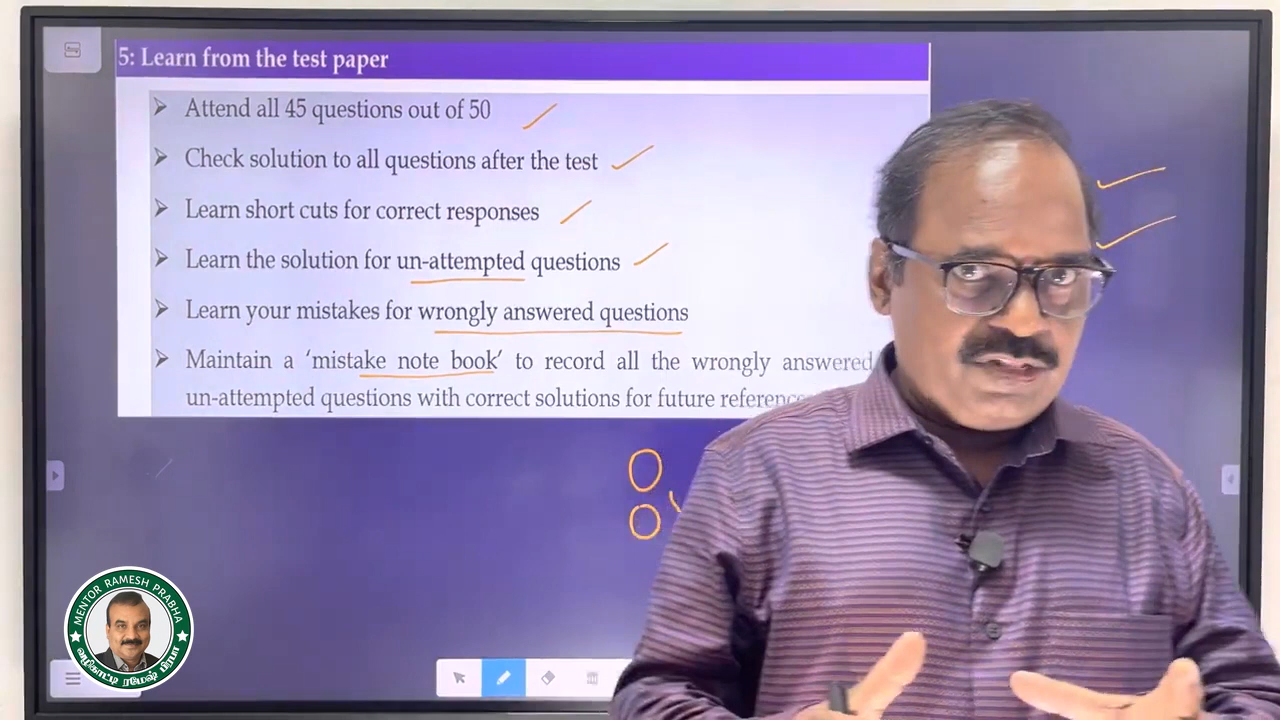 5: Learn from the test paper
➢ Attend all 45 questions out of 50
➢ Check solution to all questions after the test
➢ Learn short cuts for correct responses
➢ Learn the solution for un-attempted questions
➢ Learn your mistakes for wrongly answered questions
➢ Maintain a ‘mistake note book’ to record all the wrongly answered
un-attempted questions with correct solutions for future reference
MENTOR RAMESH PRABHA
வழிகாட்டி ரமேஷ் பிரபா